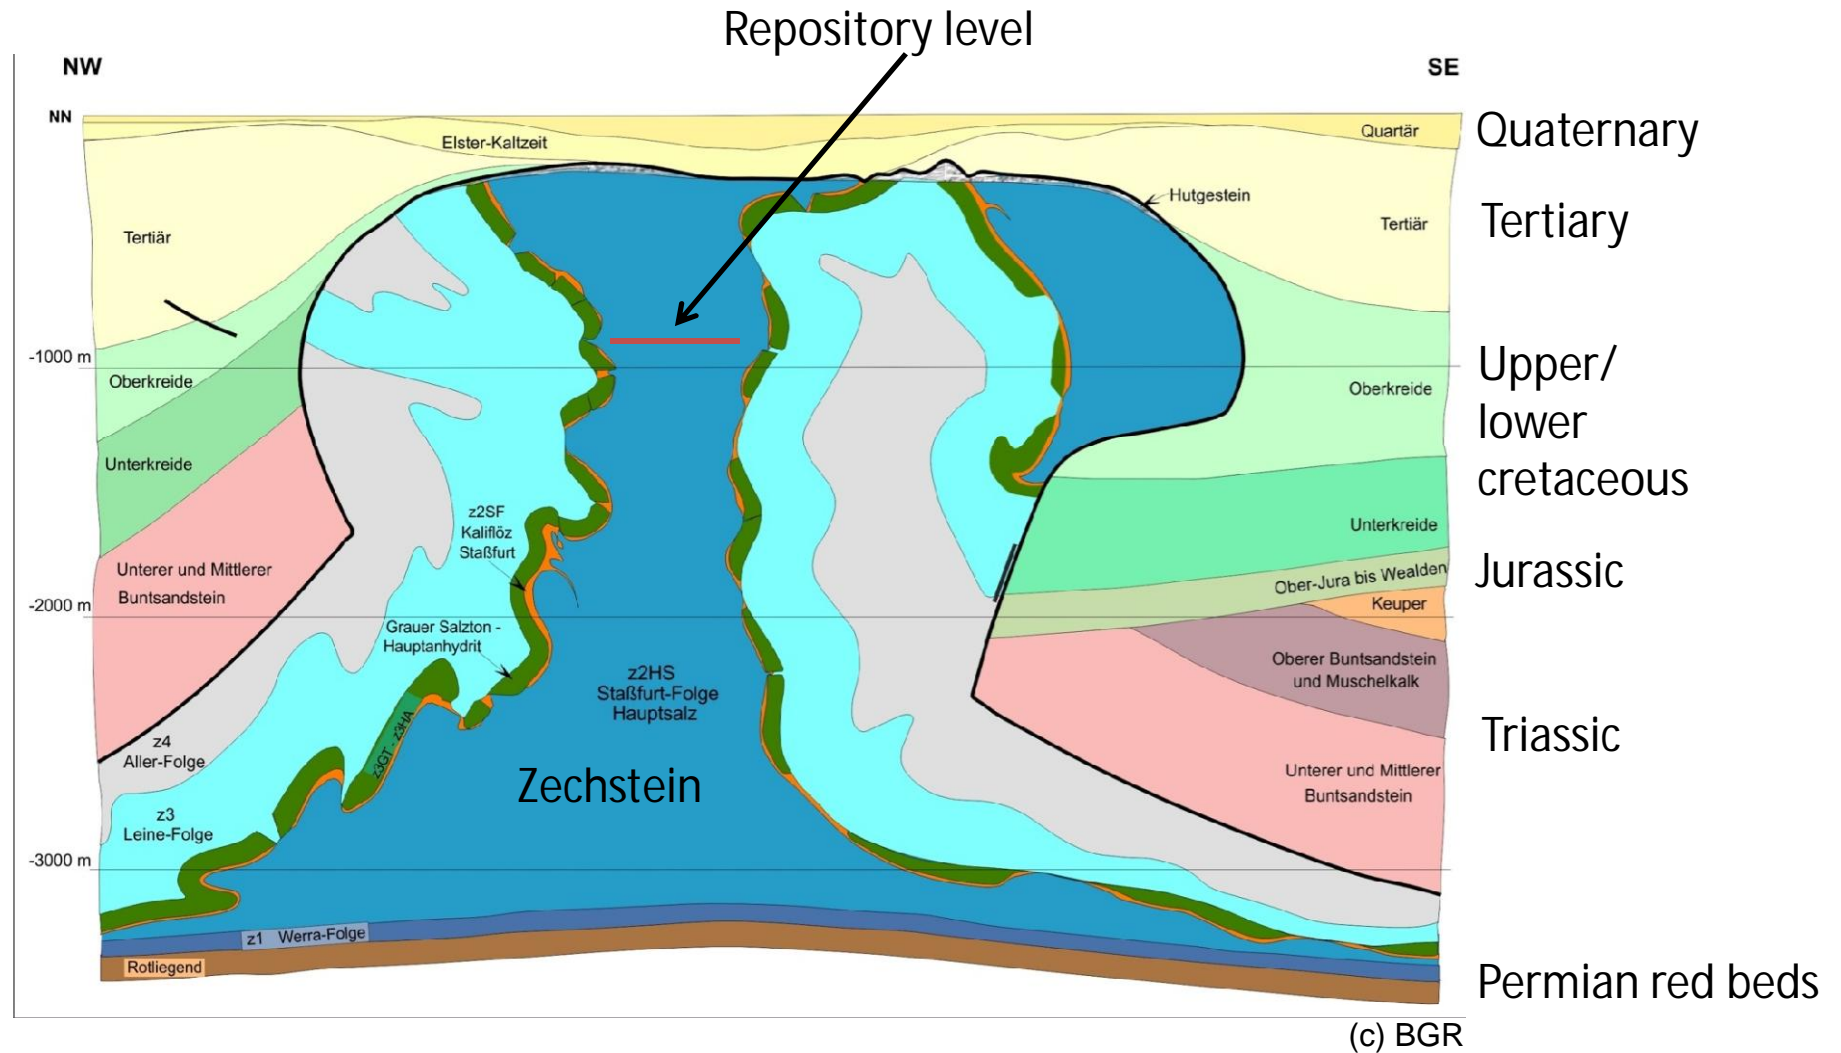 Repository level
NW
SE
NN
Quartär
Quaternary
Elster-Kaltzeit
Hutgestein
Tertiär
Tertiär
Tertiary
-1000 m
Oberkreide
Oberkreide
Upper/
lower
cretaceous
Unterkreide
z2SF
Kaliflöz
Staßfurt
Unterkreide
Unterer und Mittlerer
Buntsandstein
Ober-Jura bis Wealden
Jurassic
-2000 m
Keuper
Grauer Salzton -
Hauptanhydrit
z2HS
Staßfurt-Folge
Hauptsalz
Oberer Buntsandstein
und Muschelkalk
z3GT - z3HA
z4
Aller-Folge
Triassic
Zechstein
Unterer und Mittlerer
Buntsandstein
z3
Leine-Folge
-3000 m
z1 Werra-Folge
Rotliegend
Permian red beds
(c) BGR